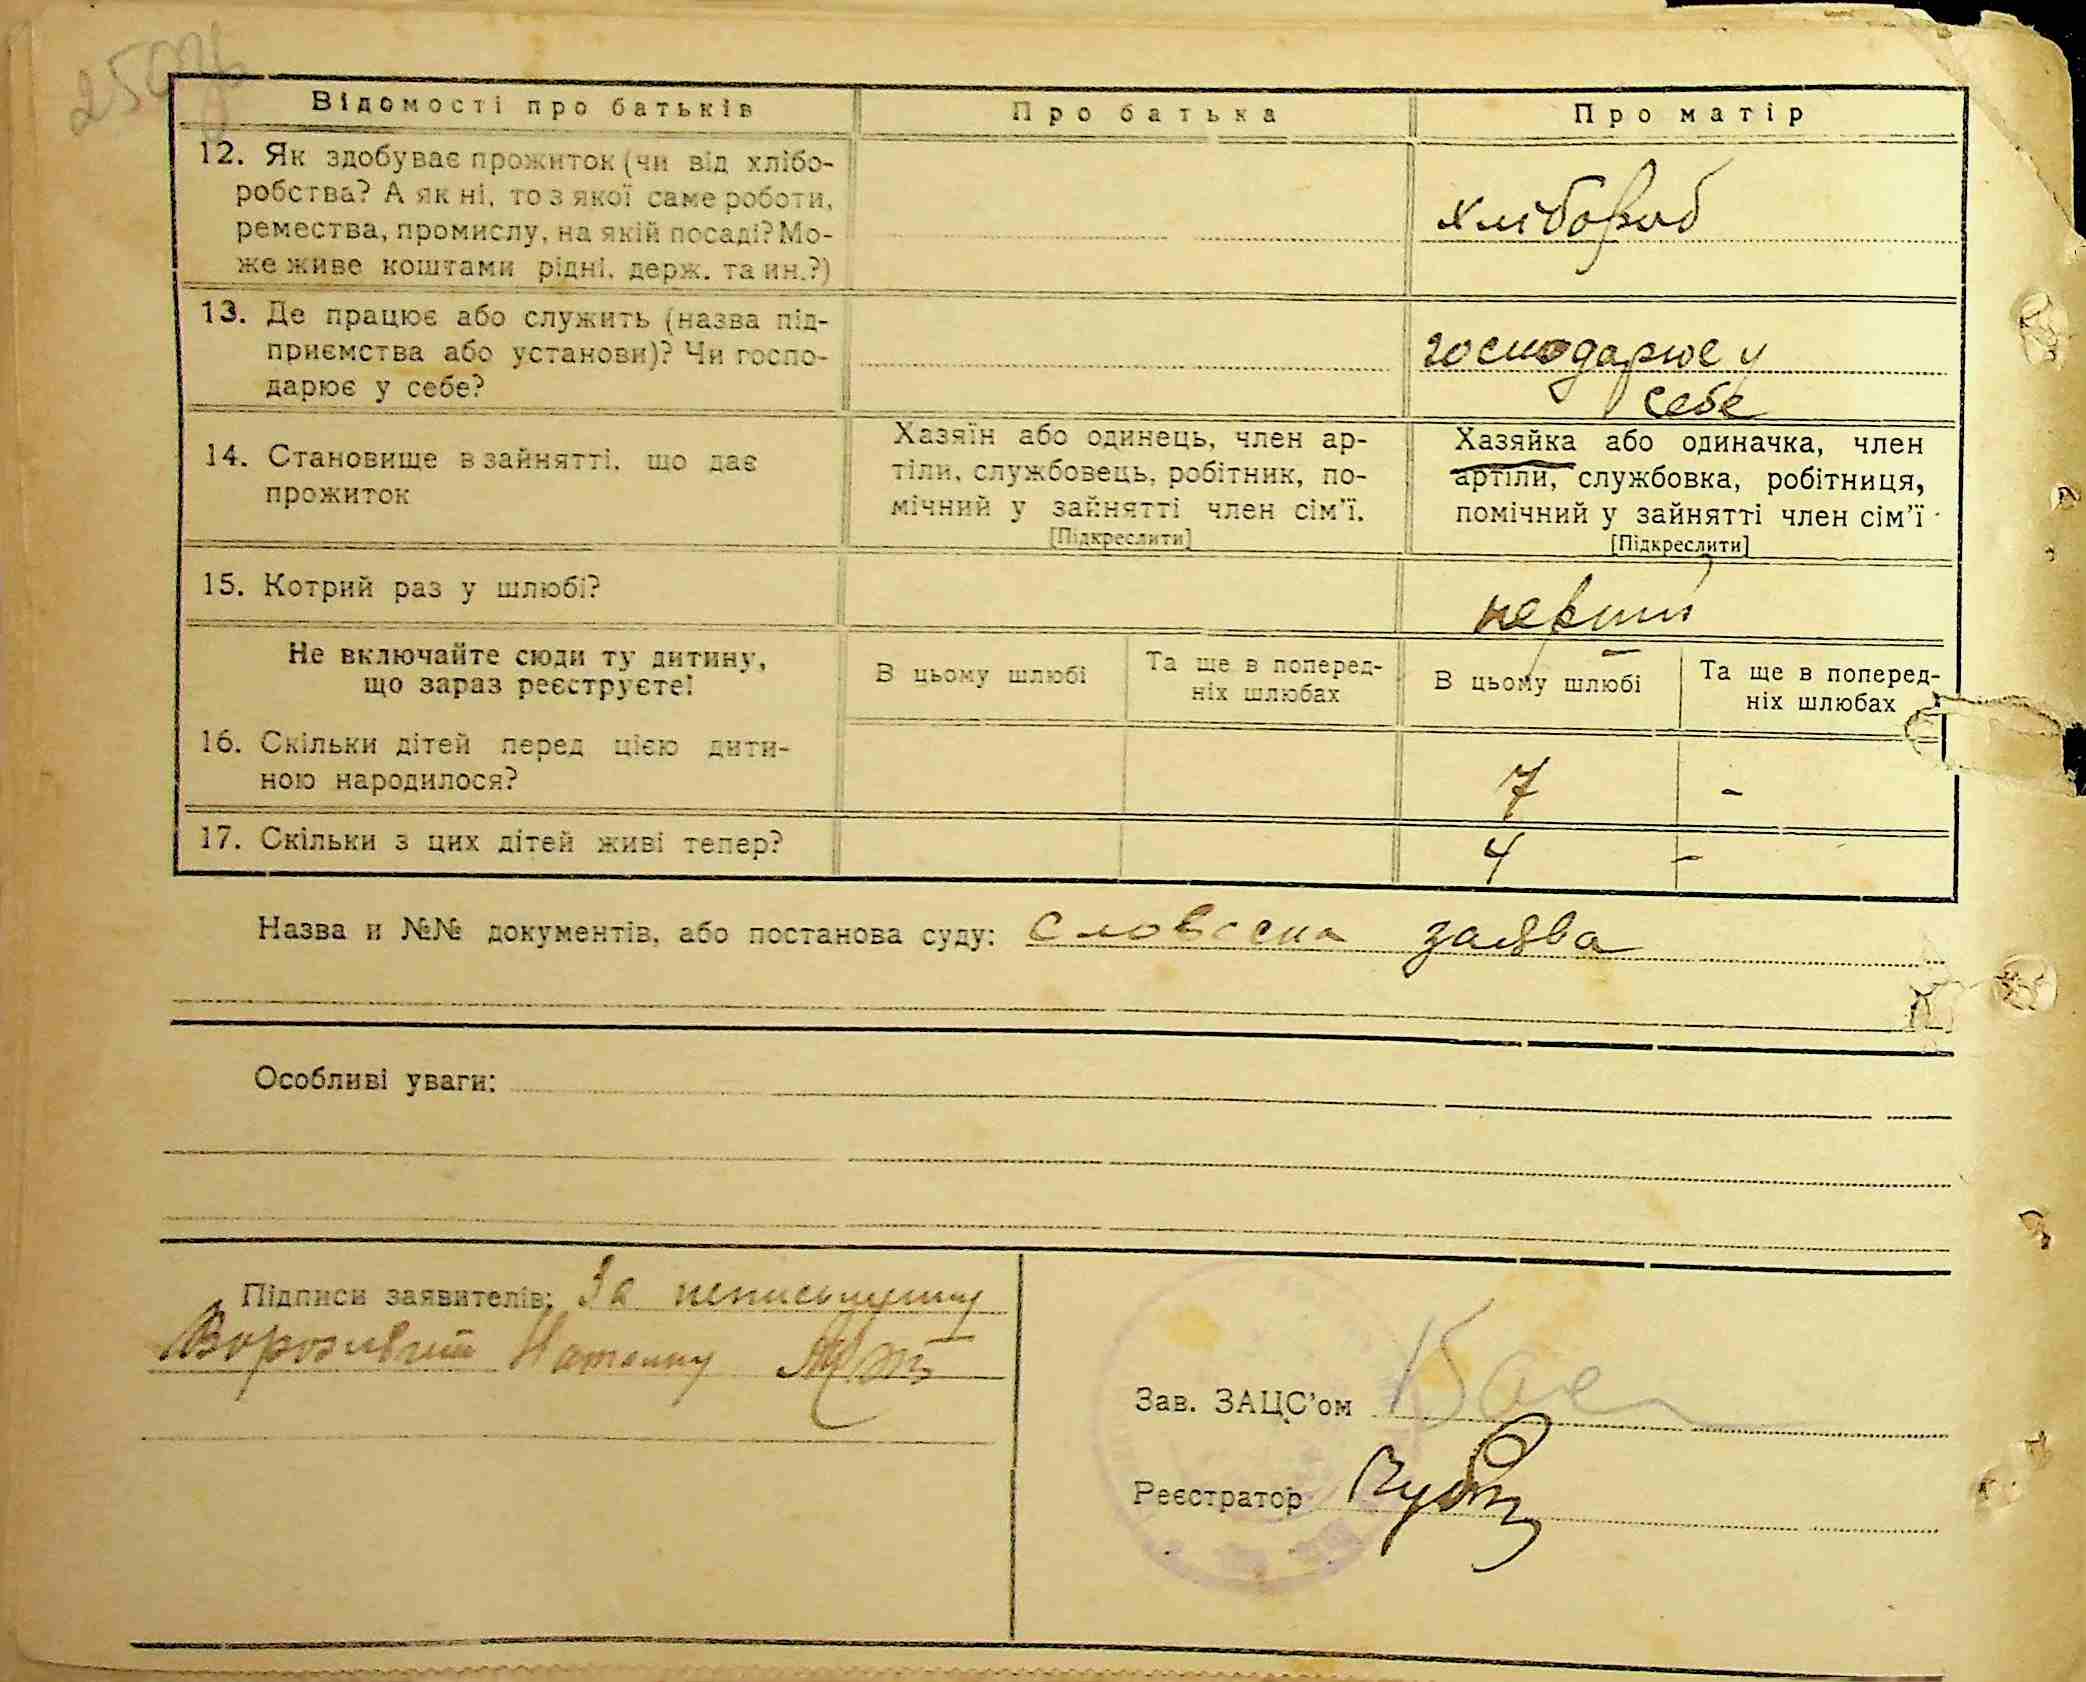 Відомості про батьків
Про батька
Про матір
12. Як здобуває прожиток (чи від хлібо-
робства? А як ні, то з якої саме роботи,
ремества, промислу, на якій посаді? Мо-
же живе коштами рідні, держ. та ин.?)
хлібороб
13. Де працює або служить (назва під-
приємства або установи)? Чи госпо-
дарює у себе?
господарює у
себе
14. Становище в зайнятті, що дає
прожиток
Хазяїн або одинець, член ар-
тіли, службовець, робітник, по-
мічний у зайнятті член сім'ї.
[Підкреслити]
Хазяйка або одиначка, член
артіли, службовка, робітниця,
помічний у зайнятті член сім'ї
[Підкреслити]
15. Котрий раз у шлюбі?
перший
Не включайте сюди ту дитину,
що зараз реєструєте!
В цьому шлюбі
Та ще в поперед-
ніх шлюбах
В цьому шлюбі
Та ще в поперед-
ніх шлюбах
16. Скільки дітей перед цією дити-
ною народилося?
7 -
17. Скільки з цих дітей живі тепер?
4 -
Назва и №№ документів, або постанова суду: словесна заява
Особливі уваги:
Підписи заявителів: За неписьменну
Зав. ЗАЦС'ом
Реєстратор